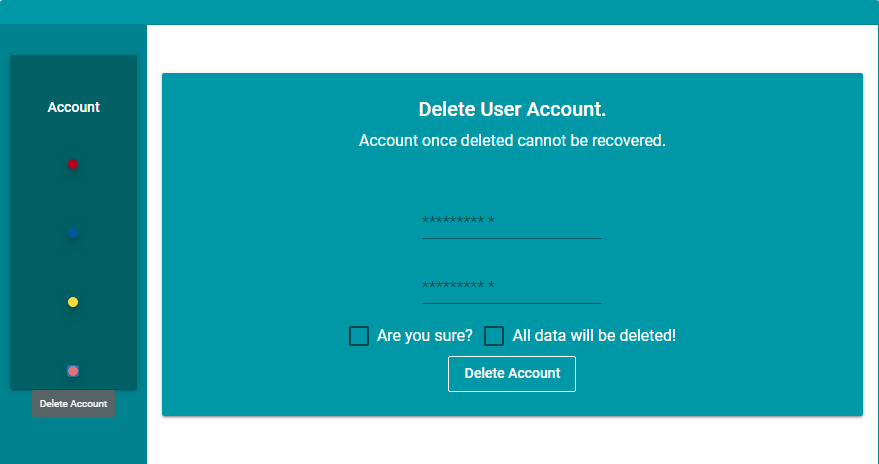 Account
Delete Account
Delete User Account.
Account once deleted cannot be recovered.
********* *
********* *
Are you sure? All data will be deleted!
Delete Account